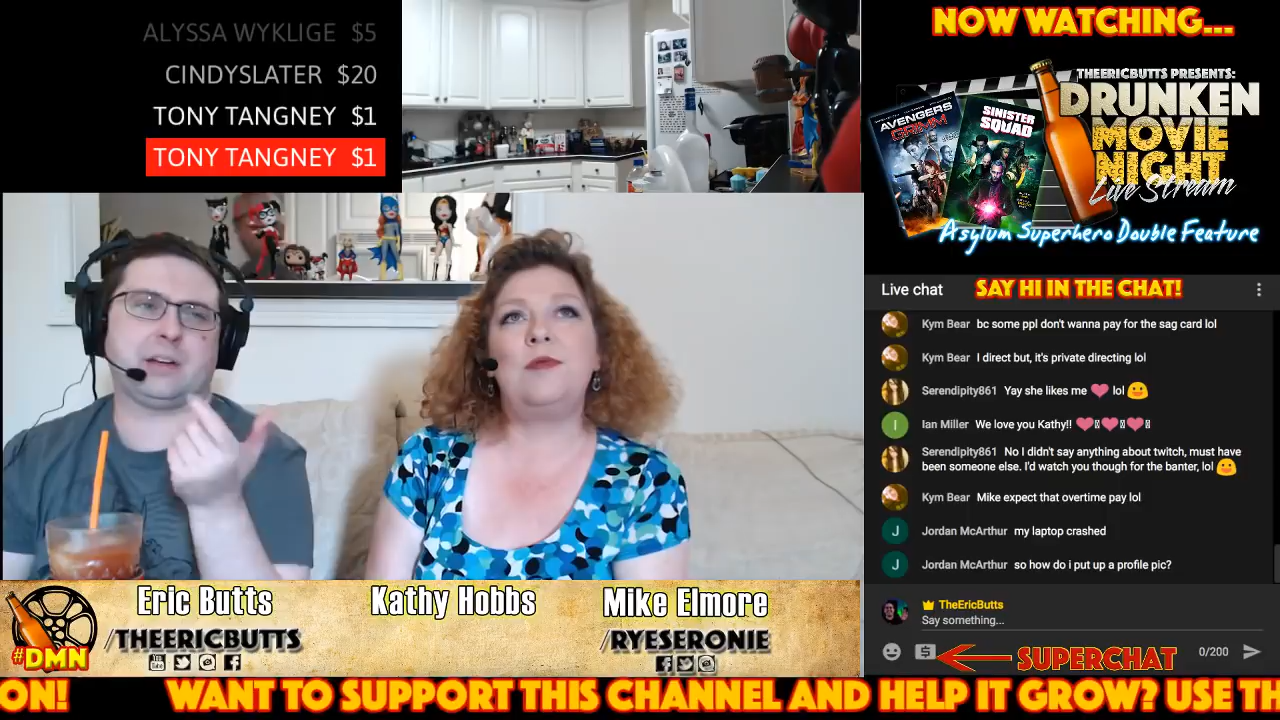 ALYSSA WYKLIGE $5
CINDYSLATER $20
TONY TANGNEY $1
TONY TANGNEY $1
NOW WATCHING...
THEERICBUTTS PRESENTS:
DRUNKEN
MOVIE
NIGHT
Live Stream
AVENGERS
GRIMM
SINISTER
SQUAD
Asylum Superhero Double Feature
Live chat
SAY HI IN THE CHAT!
Kym Bear bc some ppl don't wanna pay for the sag card lol
Kym Bear I direct but, it's private directing lol
Serendipity861 Yay she likes me ❤ lol 😛
I Ian Miller We love you Kathy!! ❤❤❤
Serendipity861 No I didn't say anything about twitch, must have
been someone else. I'd watch you though for the banter, lol 😀
Kym Bear Mike expect that overtime pay lol
J Jordan McArthur my laptop crashed
J Jordan McArthur so how do i put up a profile pic?
TheEricButts
Say something...
SUPERCHAT
0/200
Eric Butts
/THEERICBUTTS
You Tube
Kathy Hobbs
Mike Elmore
/RYESERONIE
#DMN
ON! WANT TO SUPPORT THIS CHANNEL AND HELP IT GROW? USE TH